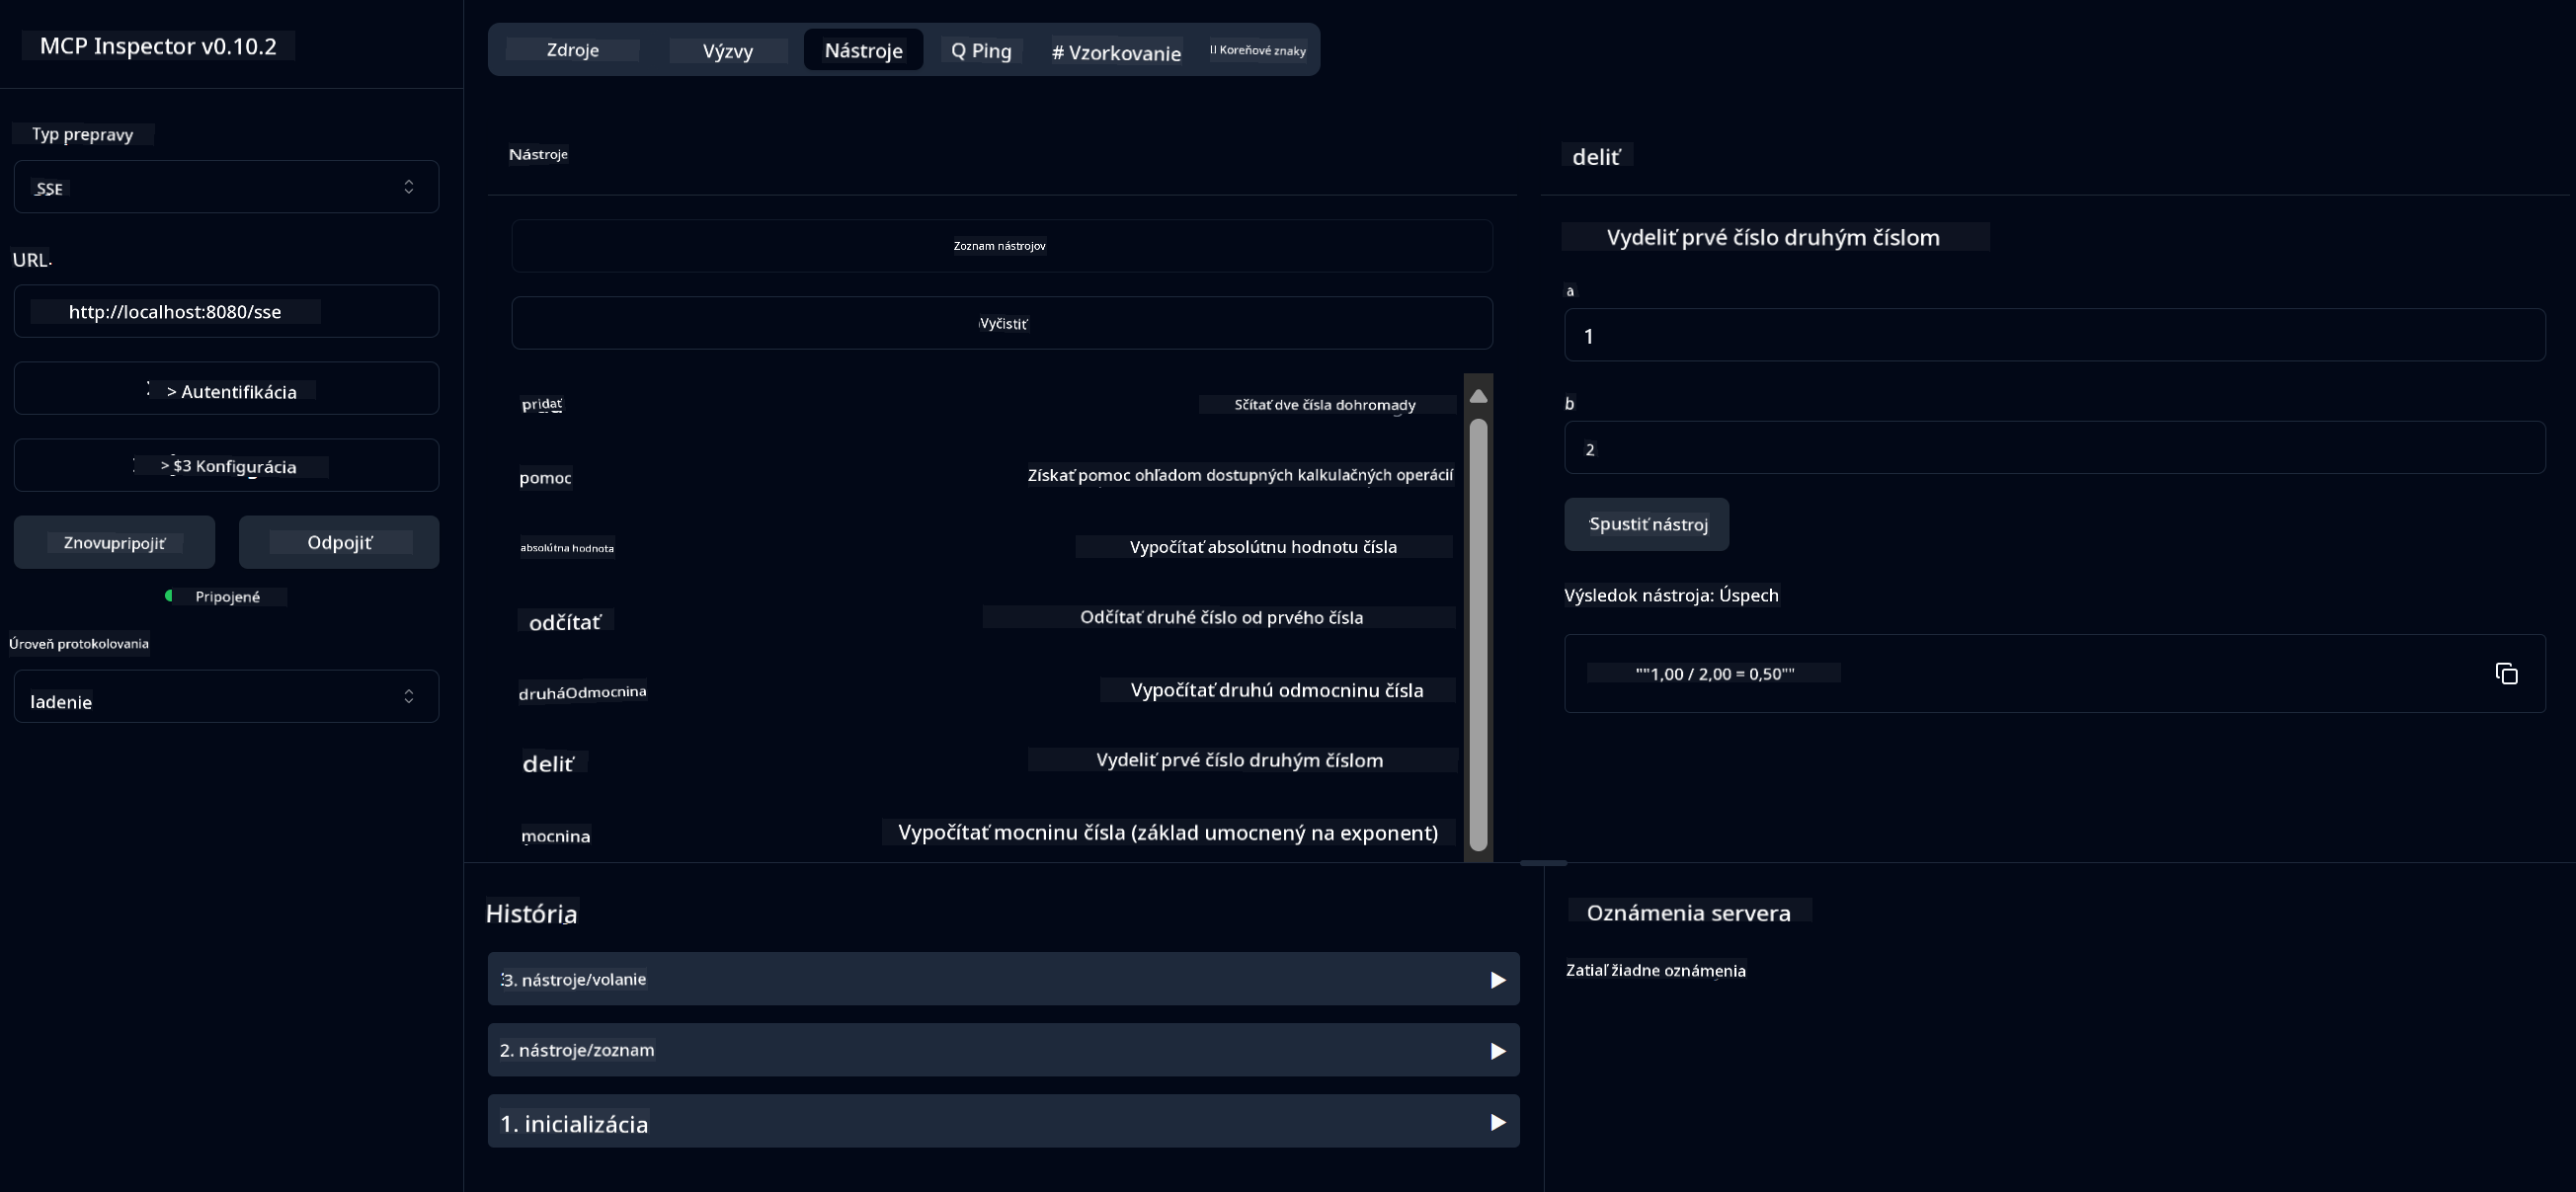 MCP Inspector v0.10.2
Typ prepravy
SSE
URL
http://localhost:8080/sse
> Autentifikácia
> $3 Konfigurácia
Znovupripojiť
Odpojiť
Pripojené
Úroveň protokolovania
ladenie
Zdroje
Výzvy
Nástroje
Q Ping
# Vzorkovanie
II Koreňové znaky
Nástroje
Zoznam nástrojov
Vyčistiť
pridať
Sčítať dve čísla dohromady
pomoc
Získať pomoc ohľadom dostupných kalkulačných operácií
absolútna hodnota
Vypočítať absolútnu hodnotu čísla
odčítať
Odčítať druhé číslo od prvého čísla
druháOdmocnina
Vypočítať druhú odmocninu čísla
deliť
Vydeliť prvé číslo druhým číslom
mocnina
Vypočítať mocninu čísla (základ umocnený na exponent)
deliť
Vydeliť prvé číslo druhým číslom
a
1
b
2
Spustiť nástroj
Výsledok nástroja: Úspech
""1,00 / 2,00 = 0,50""
História
3. nástroje/volanie
2. nástroje/zoznam
1. inicializácia
Oznámenia servera
Zatiaľ žiadne oznámenia